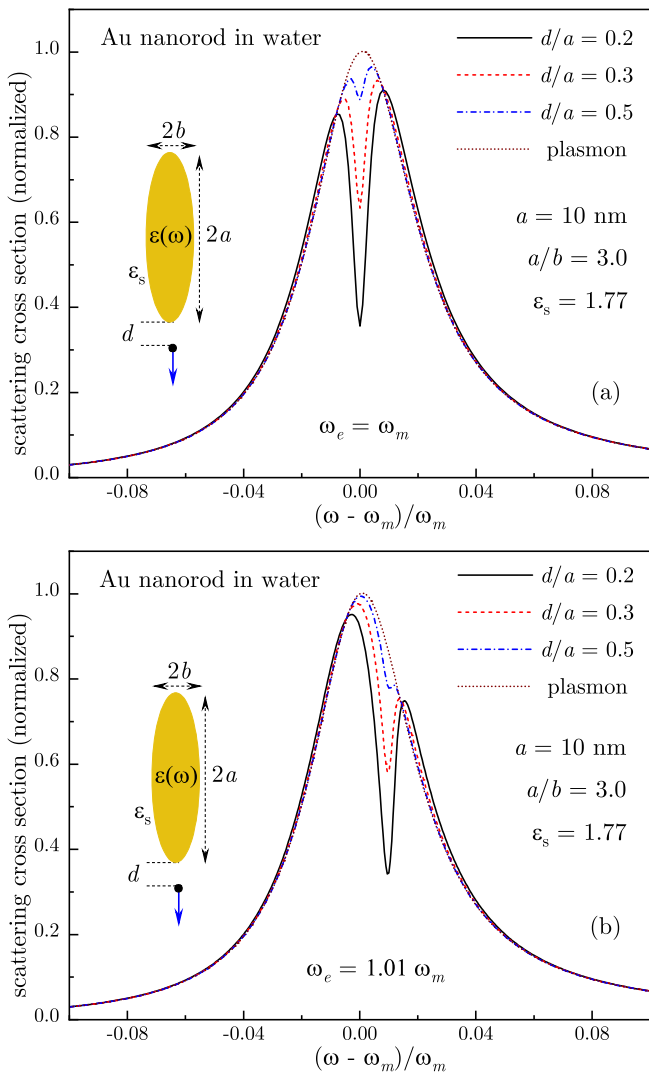 Au nanorod in water
d/a = 0.2
d/a = 0.3
d/a = 0.5
plasmon
2b
ε(ω)
2a
εs
d
a = 10 nm
a/b = 3.0
εs = 1.77
(a)
ωe = ωm
scattering cross section (normalized)
1.0
0.8
0.6
0.4
0.2
0.0
-0.08 -0.04 0.00 0.04 0.08
(ω - ωm)/ωm
Au nanorod in water
d/a = 0.2
d/a = 0.3
d/a = 0.5
plasmon
2b
ε(ω)
2a
εs
d
a = 10 nm
a/b = 3.0
εs = 1.77
(b)
ωe = 1.01 ωm
scattering cross section (normalized)
1.0
0.8
0.6
0.4
0.2
0.0
-0.08 -0.04 0.00 0.04 0.08
(ω - ωm)/ωm